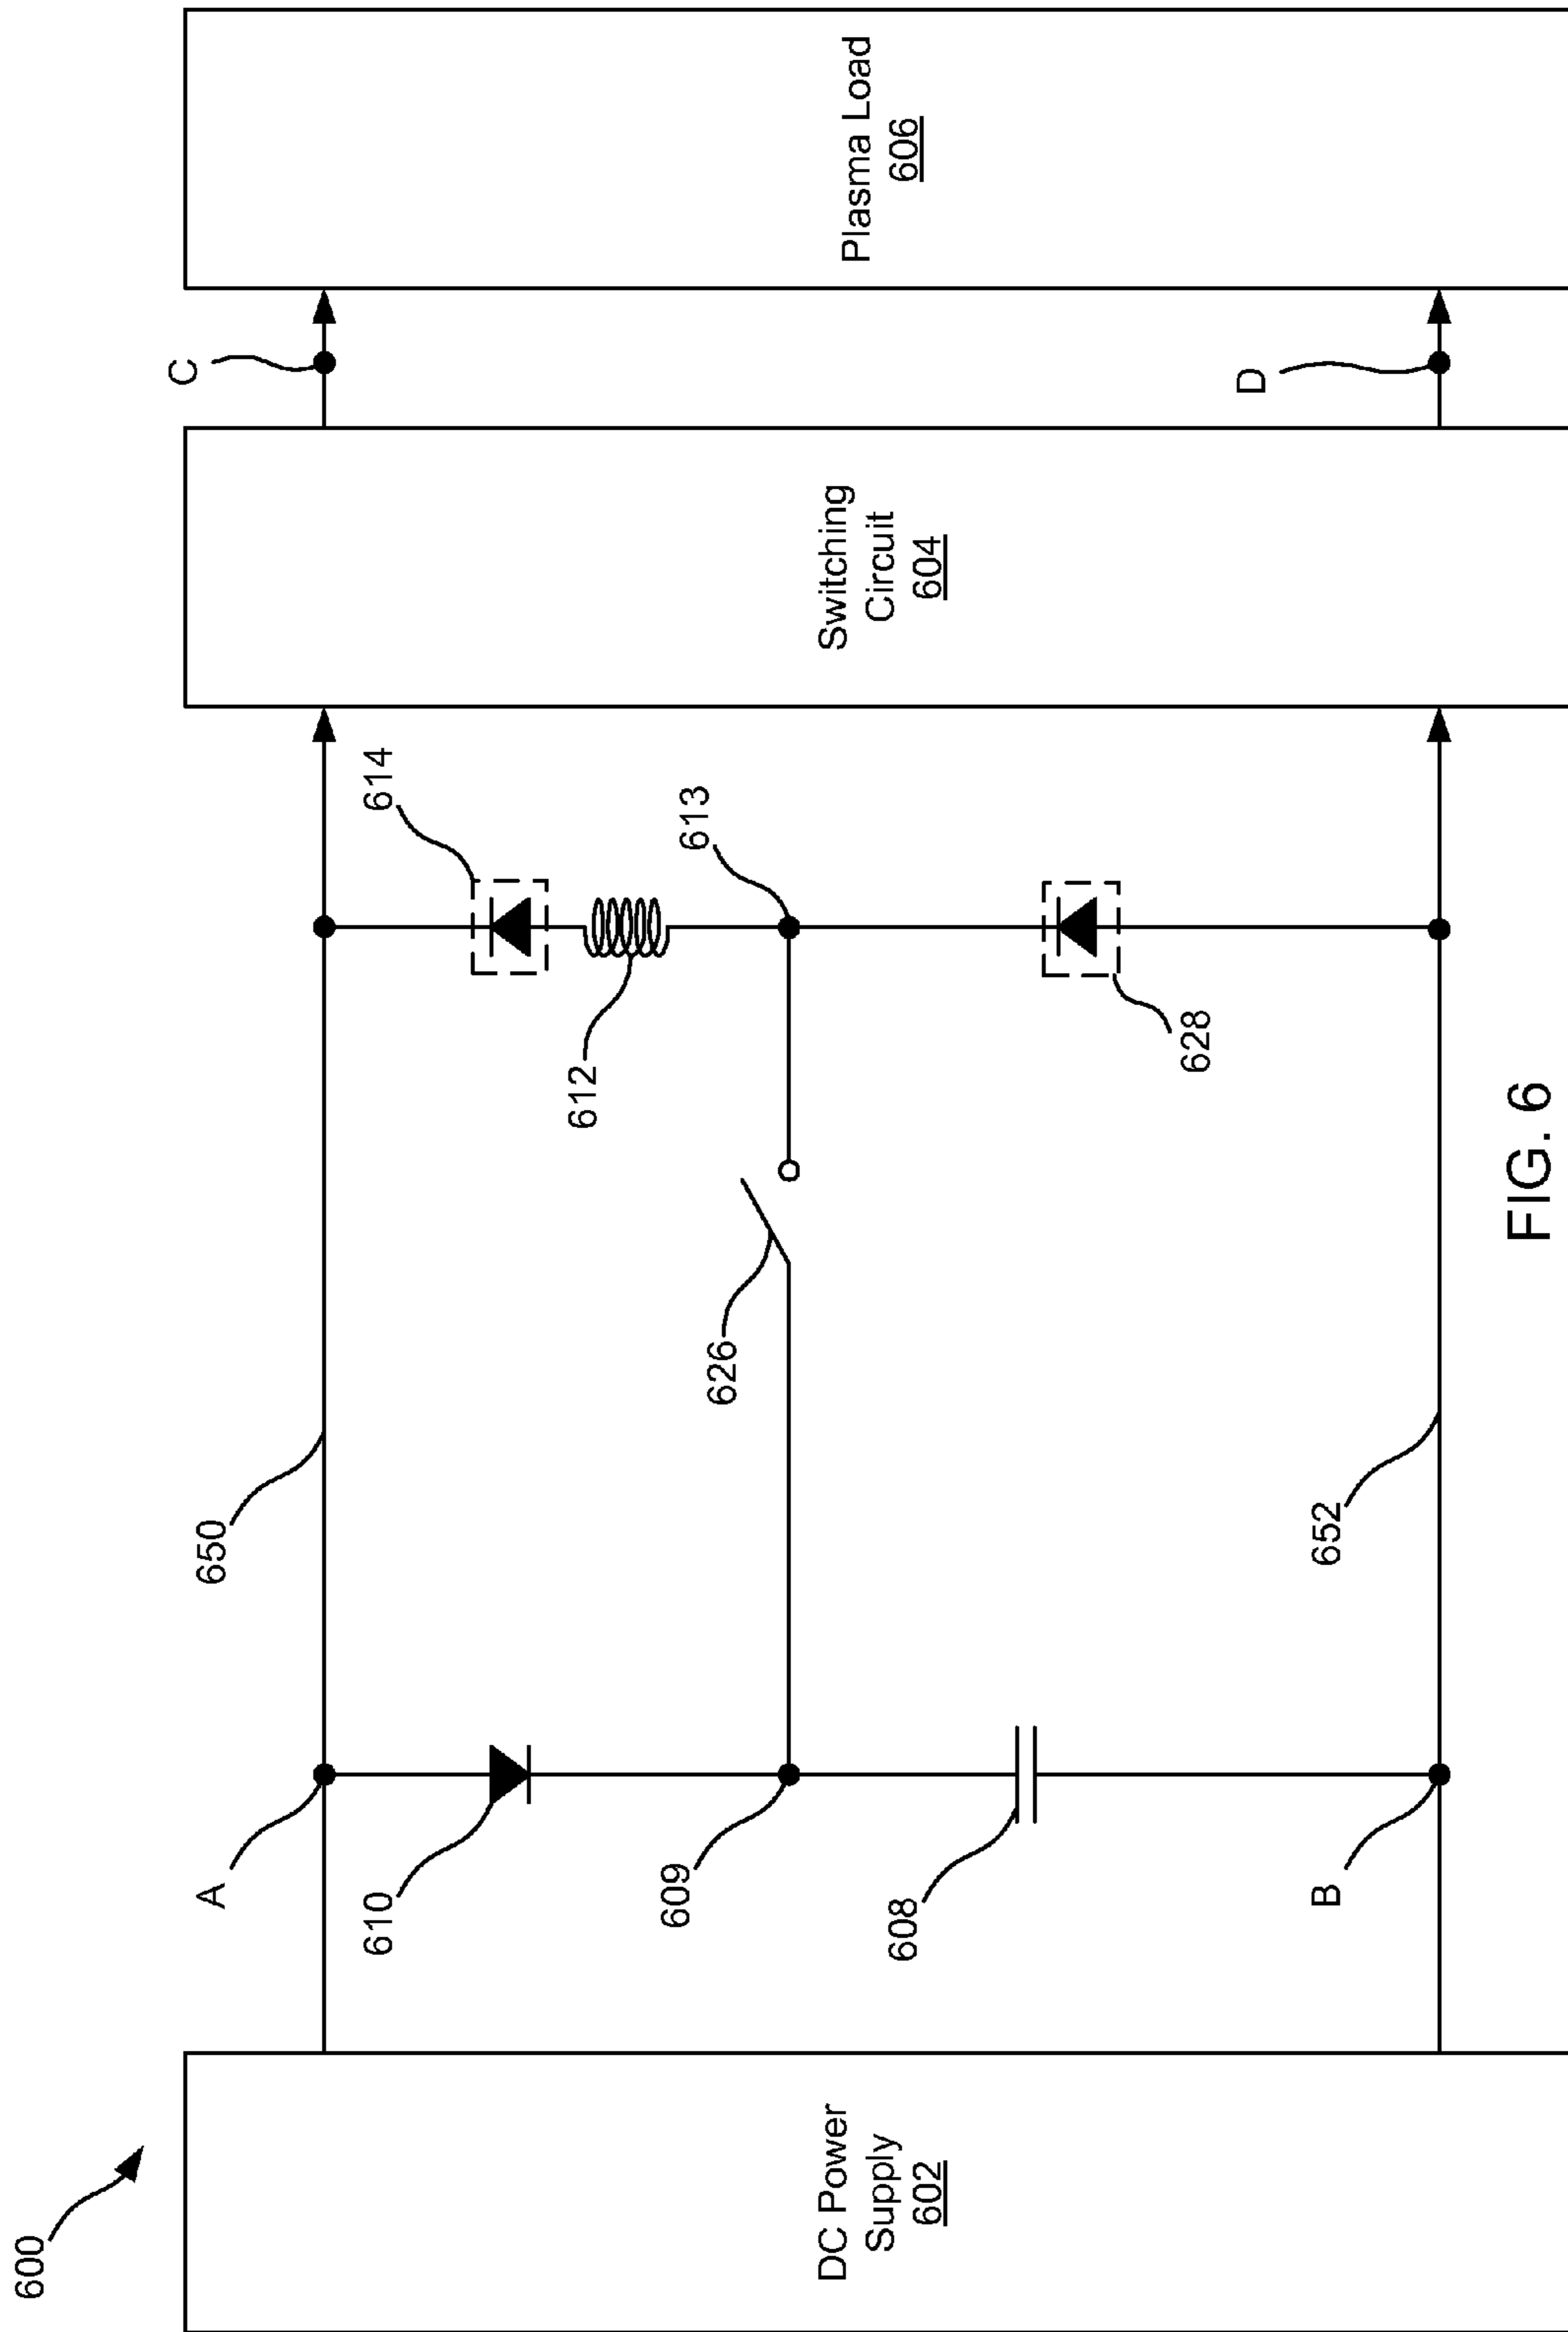 600
DC Power
Supply
602
A
650
610
609
608
B
652
626
612
614
613
628
Switching
Circuit
604
C
D
Plasma Load
606
FIG. 6